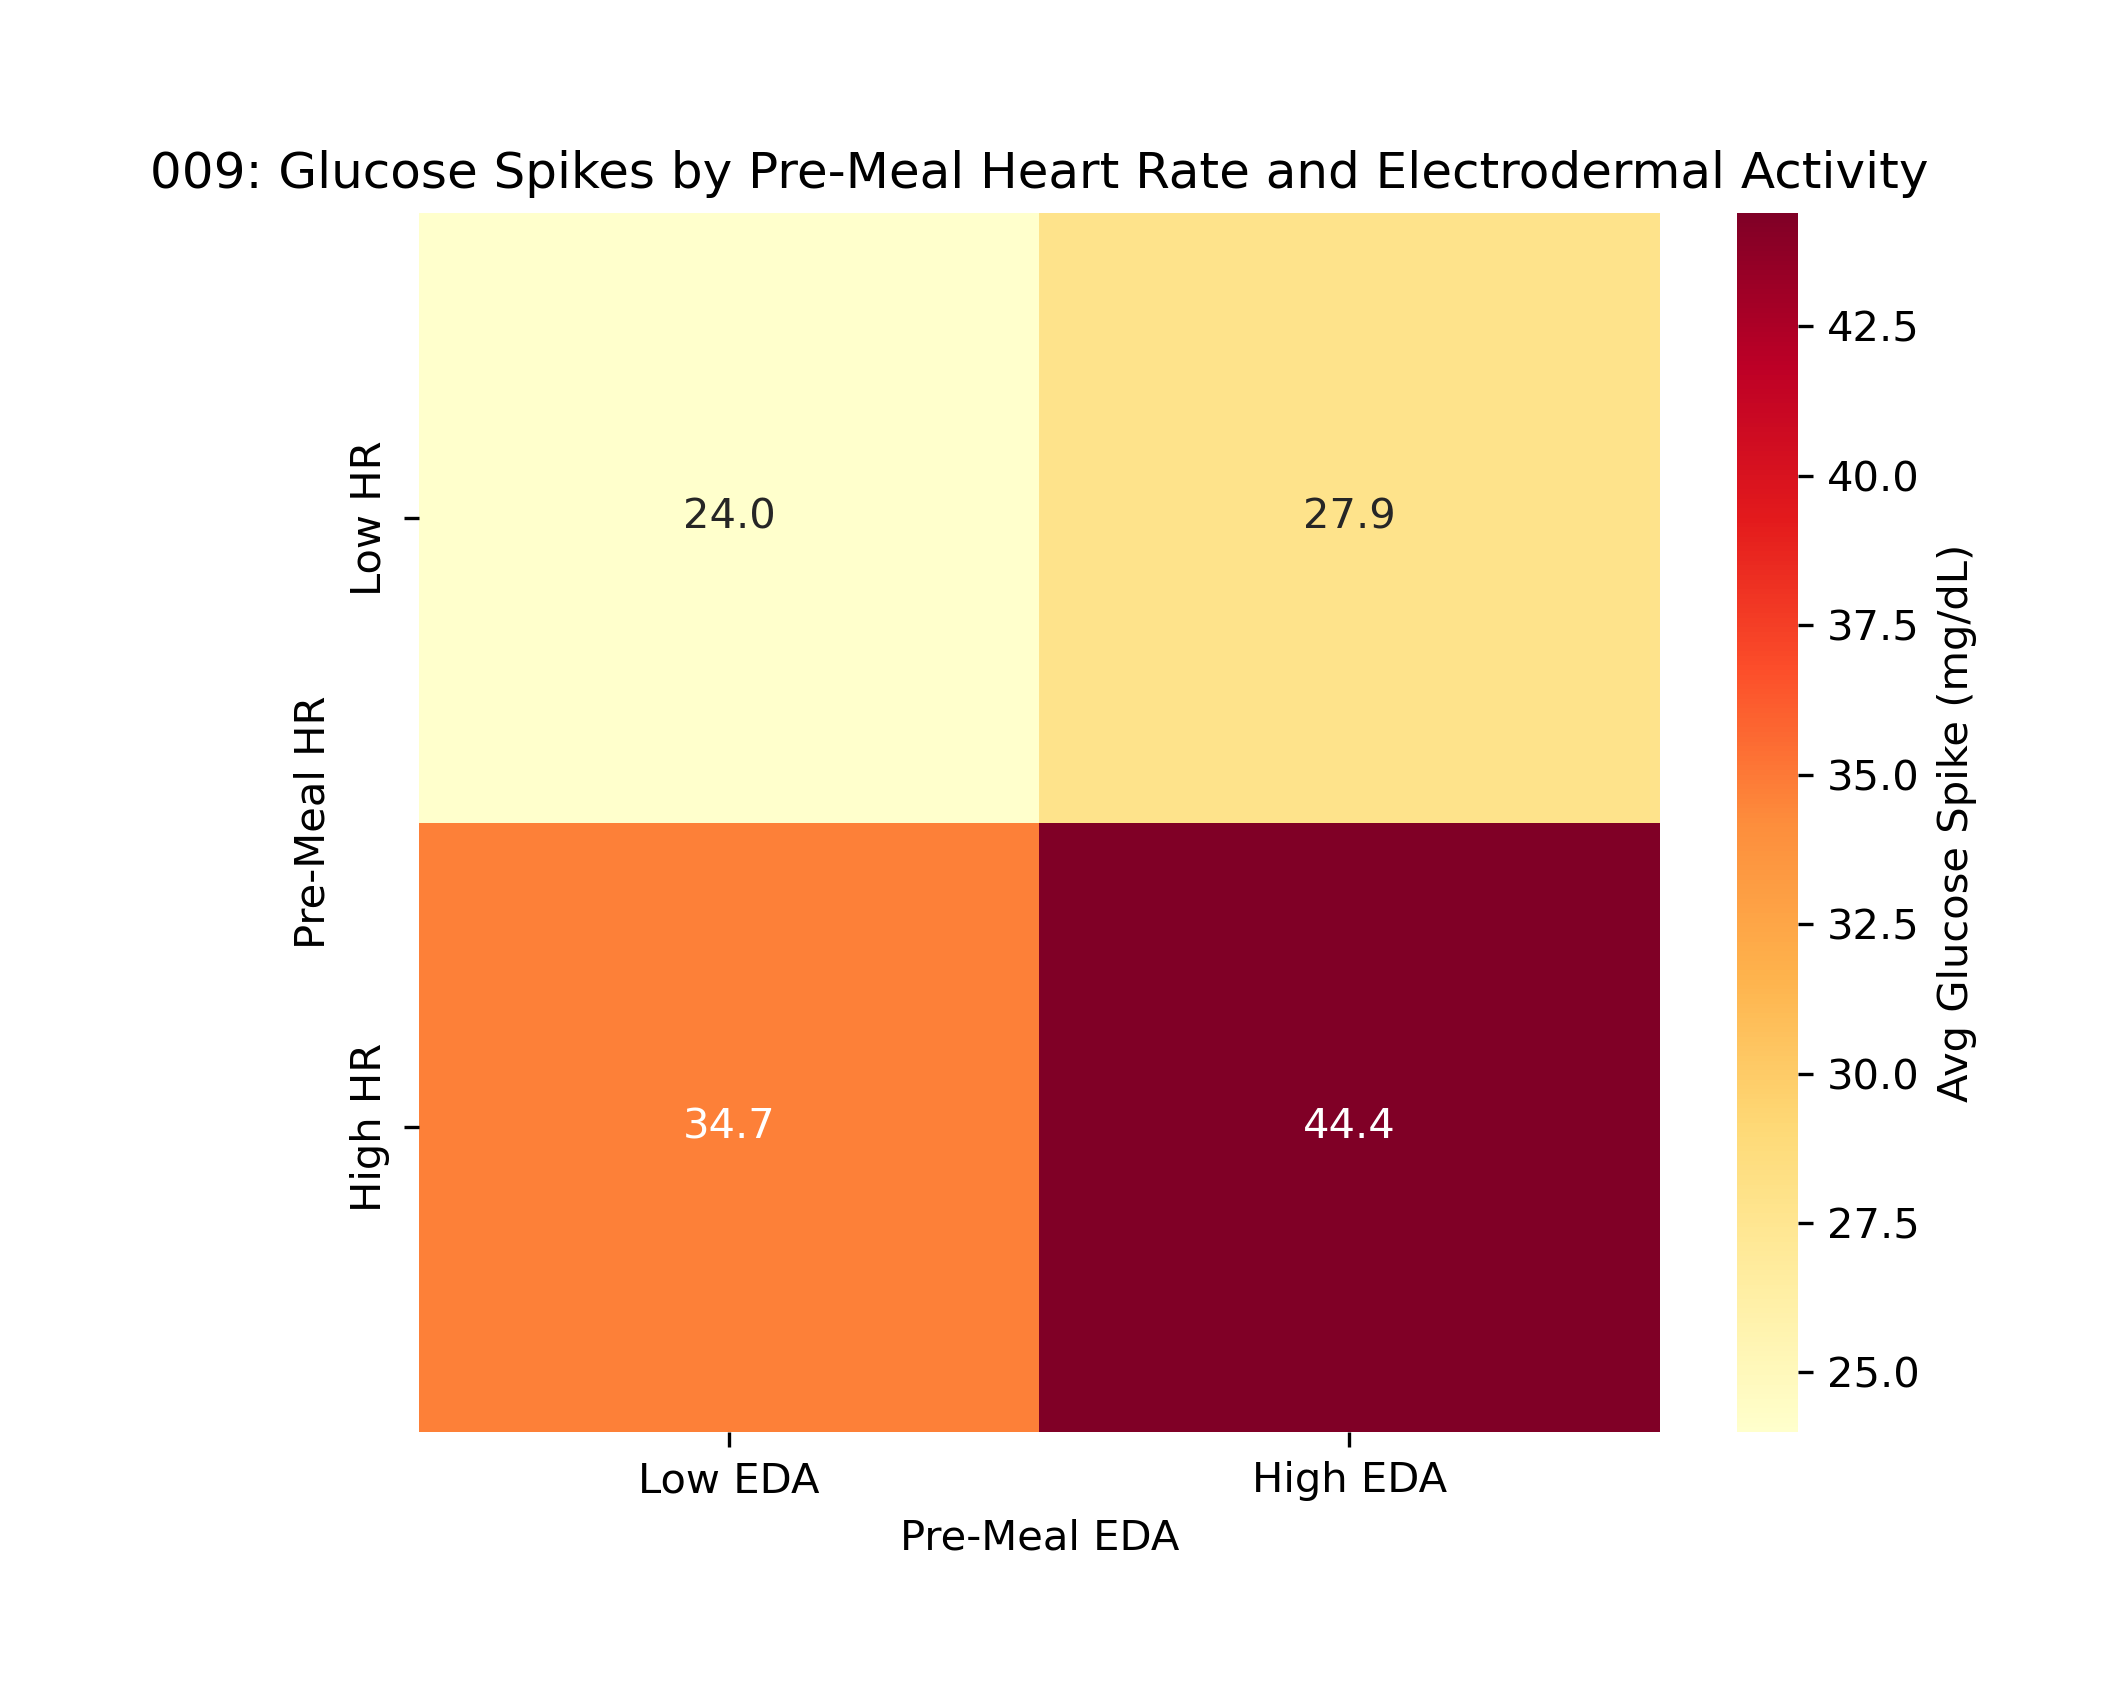 009: Glucose Spikes by Pre-Meal Heart Rate and Electrodermal Activity
Pre-Meal HR
Low HR
24.0
27.9
High HR
34.7
44.4
Low EDA
High EDA
Pre-Meal EDA
42.5
40.0
37.5
35.0
32.5
30.0
27.5
25.0
Avg Glucose Spike (mg/dL)